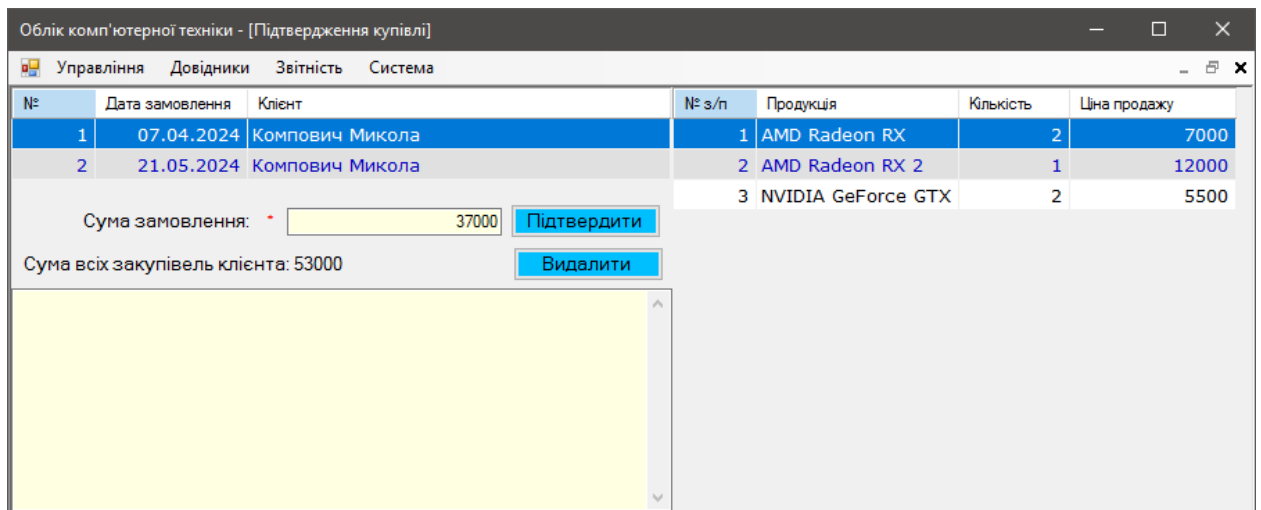 Облік комп'ютерної техніки - [Підтвердження купівлі]
Управління Довідники Звітність Система
№ Дата замовлення Клієнт № з/п Продукція Кількість Ціна продажу
1 07.04.2024 Компович Микола 1 AMD Radeon RX 2 7000
2 21.05.2024 Компович Микола 2 AMD Radeon RX 2 1 12000
3 NVIDIA GeForce GTX 2 5500
Сума замовлення: * 37000 Підтвердити
Сума всіх закупівель клієнта: 53000 Видалити